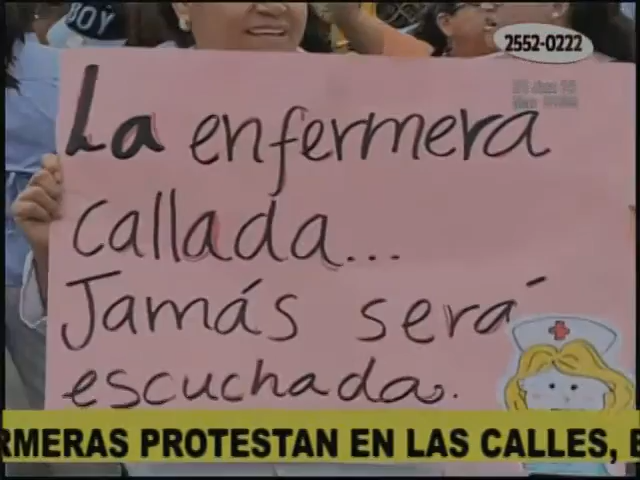 BOY
2552-0222
La enfermera
callada...
Jamás será
escuchada.
RMERAS PROTESTAN EN LAS CALLES, E